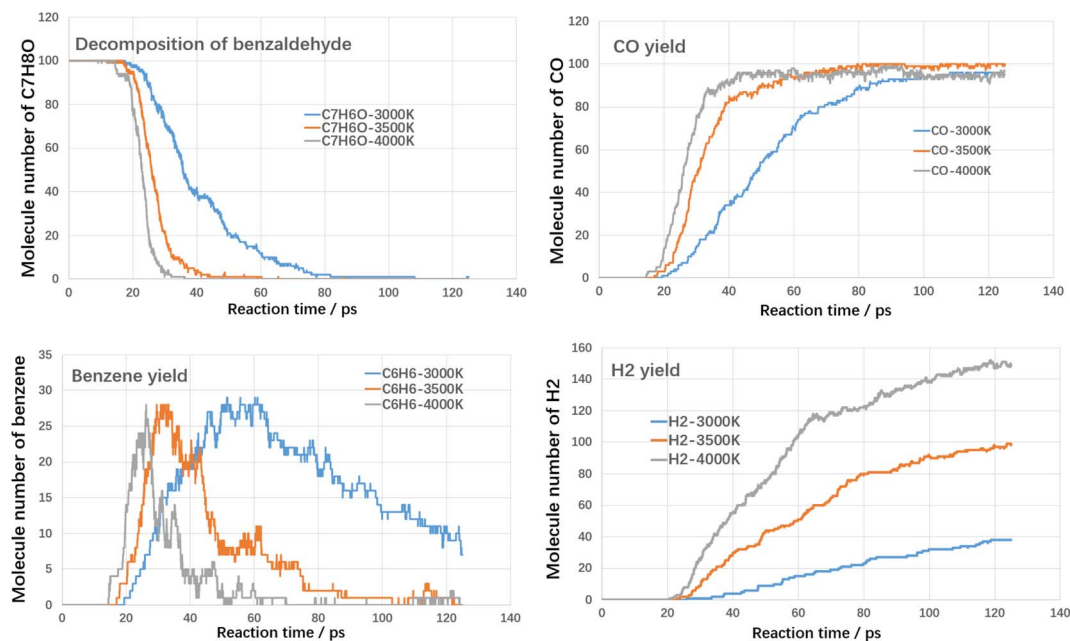 Decomposition of benzaldehyde
Molecule number of C7H8O
120
100
80
60
40
20
0
C7H6O-3000K
C7H6O-3500K
C7H6O-4000K
0 20 40 60 80 100 120 140
Reaction time / ps
CO yield
Molecule number of CO
120
100
80
60
40
20
0
CO-3000K
CO-3500K
CO-4000K
0 20 40 60 80 100 120 140
Reaction time / ps
Benzene yield
Molecule number of benzene
35
30
25
20
15
10
5
0
C6H6-3000K
C6H6-3500K
C6H6-4000K
0 20 40 60 80 100 120 140
Reaction time / ps
H2 yield
Molecule number of H2
160
140
120
100
80
60
40
20
0
H2-3000K
H2-3500K
H2-4000K
0 20 40 60 80 100 120 140
Reaction time / ps